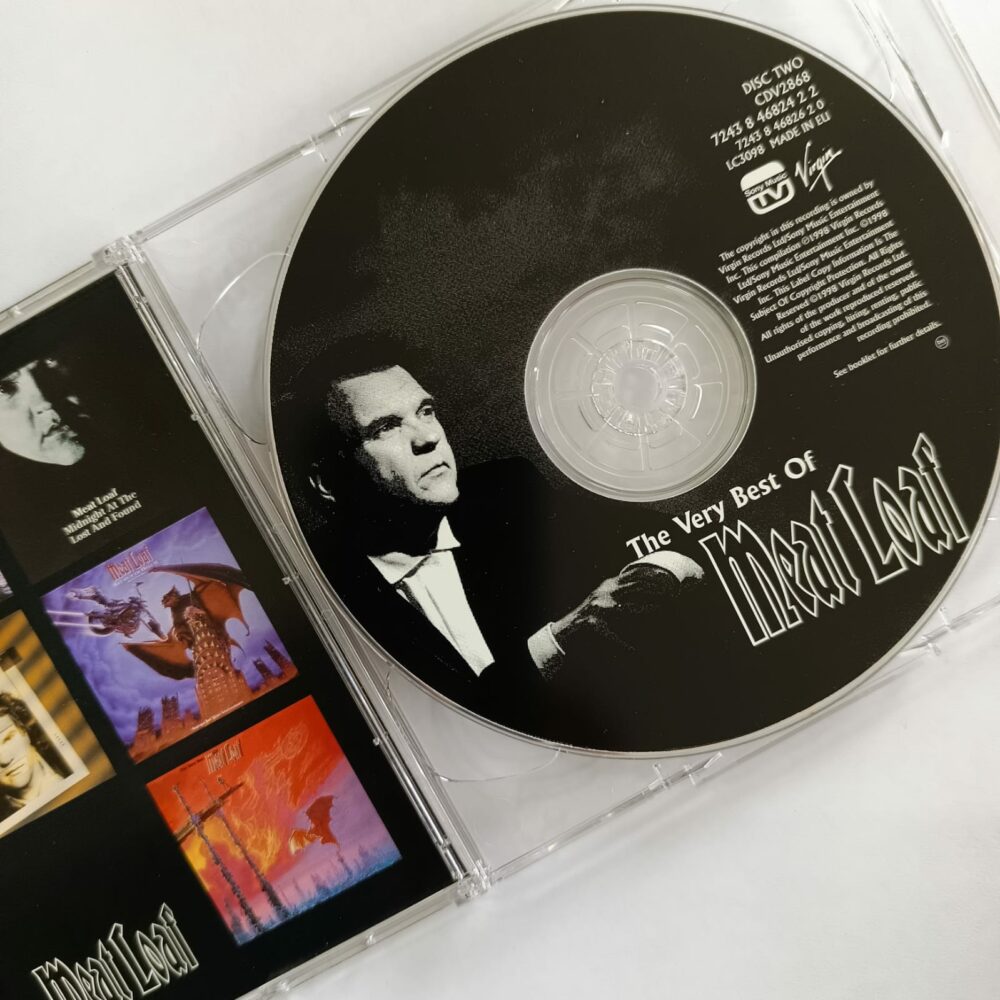 DISC TWO
CDV2868
7243 8 46824 2 2
7243 8 46826 2 0
LC3098 MADE IN EU
Sony Music
TV
Virgin
The copyright in this recording is owned by
Virgin Records Ltd/Sony Music Entertainment
Inc. This compilation ℗1998 Virgin Records
Ltd/Sony Music Entertainment Inc. ©1998
Virgin Records Ltd/Sony Music Entertainment
Inc. This Label Copyright Information Is The
Subject Of Copyright Protection. All Rights
Reserved ©1998 Virgin Records Ltd.
All rights of the producer and of the owner
of the work reproduced reserved.
Unauthorised copying, hiring, renting, public
performance and broadcasting of this
recording prohibited.
See booklet for further details.
The Very Best Of
Meat Loaf
Meat Loaf
Midnight At The
Lost And Found
Meat Loaf
Meat Loaf
Meat Loaf